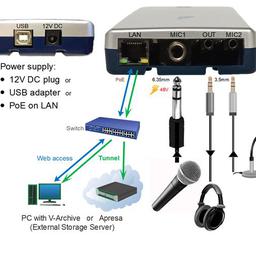 USB 12V DC
LAN MIC1 OUT MIC2
Power supply:
• 12V DC plug or
• USB adapter or
• PoE on LAN
PoE
6.35mm
48V
3.5mm
Switch
Web access
Tunnel
PC with V-Archive or Apresa
(External Storage Server)